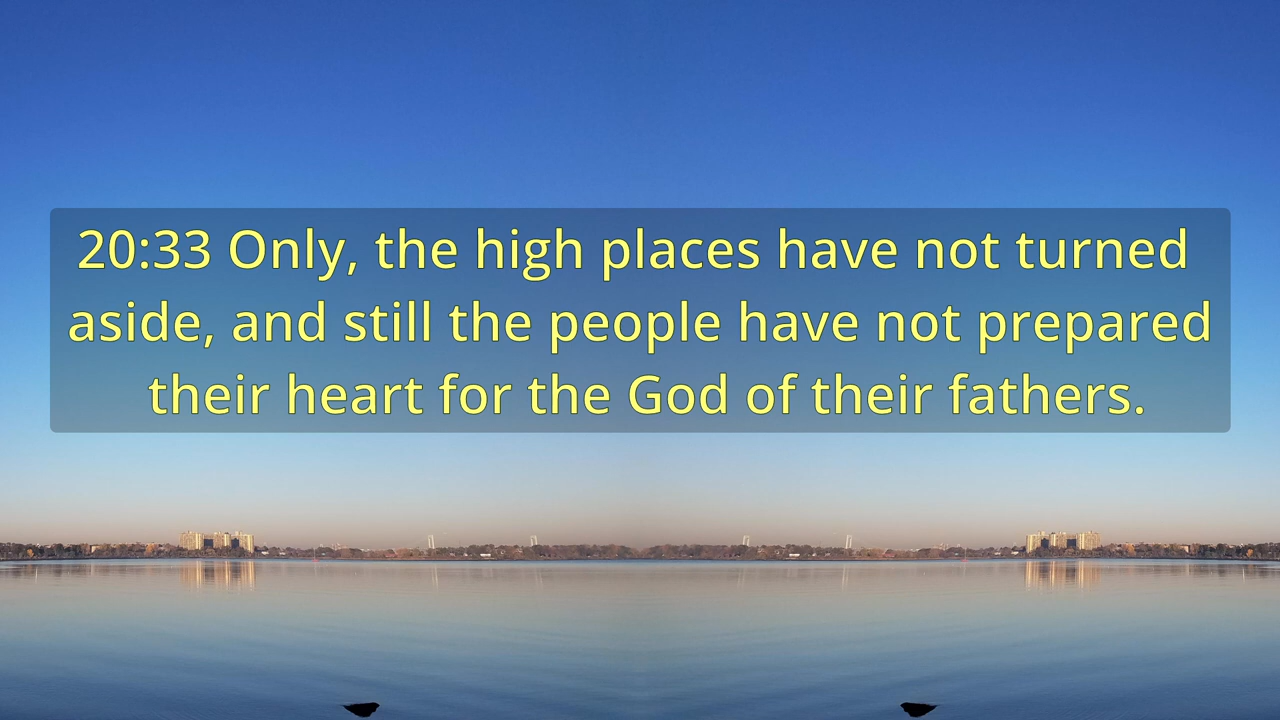 20:33 Only, the high places have not turned
aside, and still the people have not prepared
their heart for the God of their fathers.